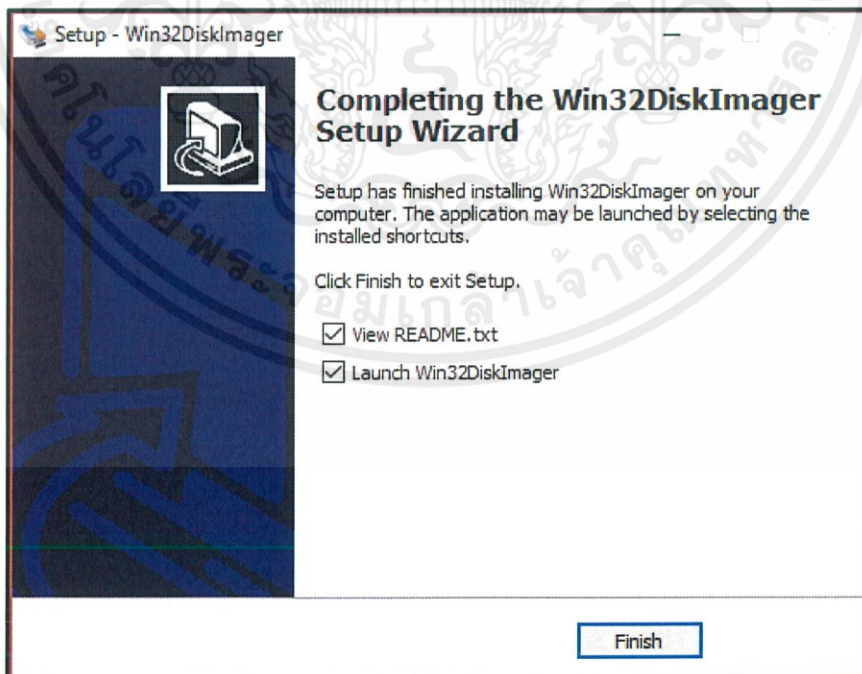 Setup - Win32DiskImager
Completing the Win32DiskImager
Setup Wizard
Setup has finished installing Win32DiskImager on your
computer. The application may be launched by selecting the
installed shortcuts.
Click Finish to exit Setup.
View README.txt
Launch Win32DiskImager
Finish